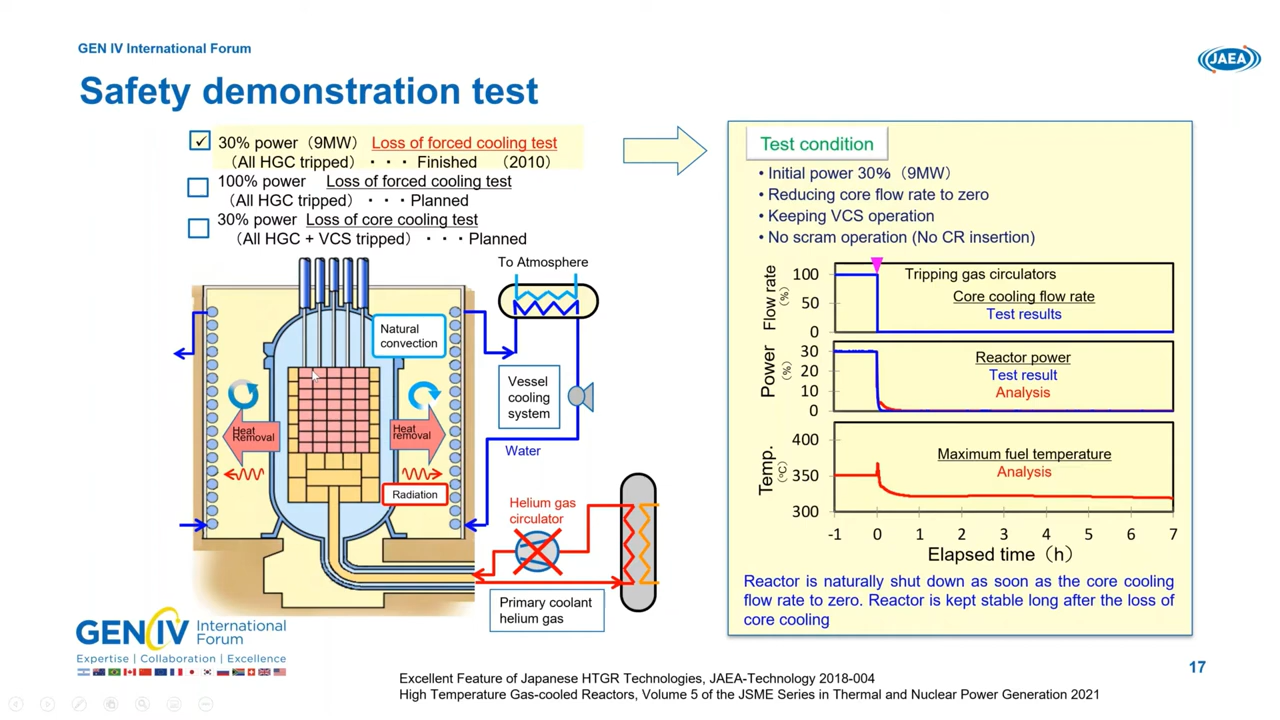 GEN IV International Forum
JAEA
Safety demonstration test
✓ 30% power（9MW） Loss of forced cooling test
（All HGC tripped）・・・ Finished （2010）
100% power Loss of forced cooling test
（All HGC tripped）・・・Planned
30% power Loss of core cooling test
（All HGC + VCS tripped）・・・Planned
To Atmosphere
Natural
convection
Vessel
cooling
system
Heat
Removal
Heat
removal
Water
Radiation
Helium gas
circulator
Primary coolant
helium gas
Test condition
• Initial power 30%（9MW）
• Reducing core flow rate to zero
• Keeping VCS operation
• No scram operation (No CR insertion)
Flow rate
（%）
100
50
0
Tripping gas circulators
Core cooling flow rate
Test results
Power
（%）
30
20
10
0
Reactor power
Test result
Analysis
Temp.
（℃）
400
350
300
Maximum fuel temperature
Analysis
-1 0 1 2 3 4 5 6 7
Elapsed time（h）
Reactor is naturally shut down as soon as the core cooling
flow rate to zero. Reactor is kept stable long after the loss of
core cooling
GEN IV International
Forum
Expertise | Collaboration | Excellence
17
Excellent Feature of Japanese HTGR Technologies, JAEA-Technology 2018-004
High Temperature Gas-cooled Reactors, Volume 5 of the JSME Series in Thermal and Nuclear Power Generation 2021